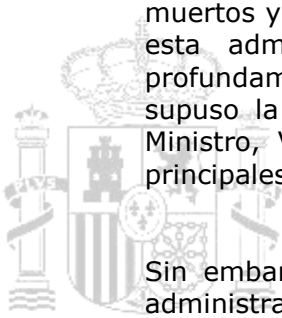 muertos y
esta adm
profundam
supuso la
Ministro, V
principales
Sin embar
administra
PLVS